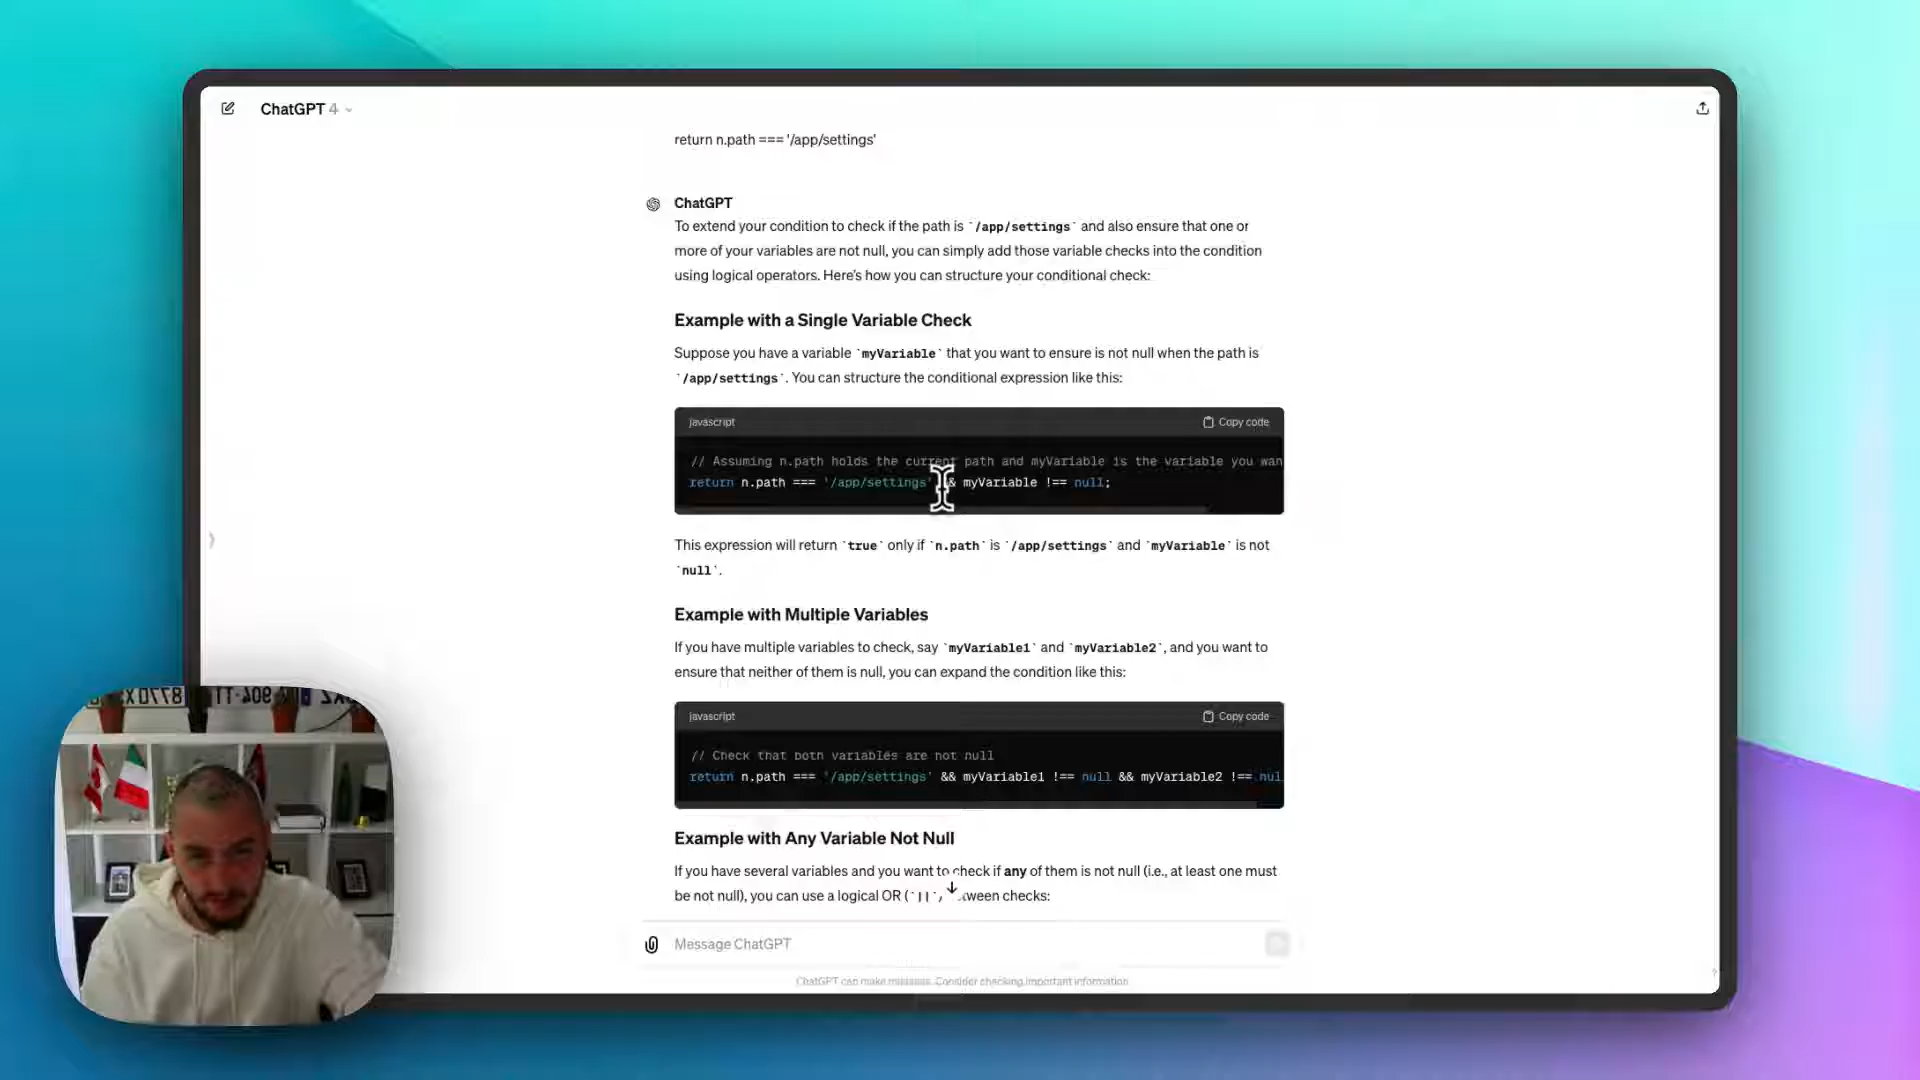 ChatGPT 4
return n.path === '/app/settings'
ChatGPT
To extend your condition to check if the path is `/app/settings` and also ensure that one or
more of your variables are not null, you can simply add those variable checks into the condition
using logical operators. Here's how you can structure your conditional check:
Example with a Single Variable Check
Suppose you have a variable `myVariable` that you want to ensure is not null when the path is
`/app/settings`. You can structure the conditional expression like this:
javascript
Copy code
// Assuming n.path holds the current path and myVariable is the variable you wan
return n.path === '/app/settings' && myVariable !== null;
This expression will return `true` only if `n.path` is `/app/settings` and `myVariable` is not
`null`.
Example with Multiple Variables
If you have multiple variables to check, say `myVariable1` and `myVariable2`, and you want to
ensure that neither of them is null, you can expand the condition like this:
javascript
Copy code
// Check that both variables are not null
return n.path === '/app/settings' && myVariable1 !== null && myVariable2 !== nul
Example with Any Variable Not Null
If you have several variables and you want to check if any of them is not null (i.e., at least one must
be not null), you can use a logical OR (`||`, tween checks:
Message ChatGPT
ChatGPT can make mistakes. Consider checking important information.